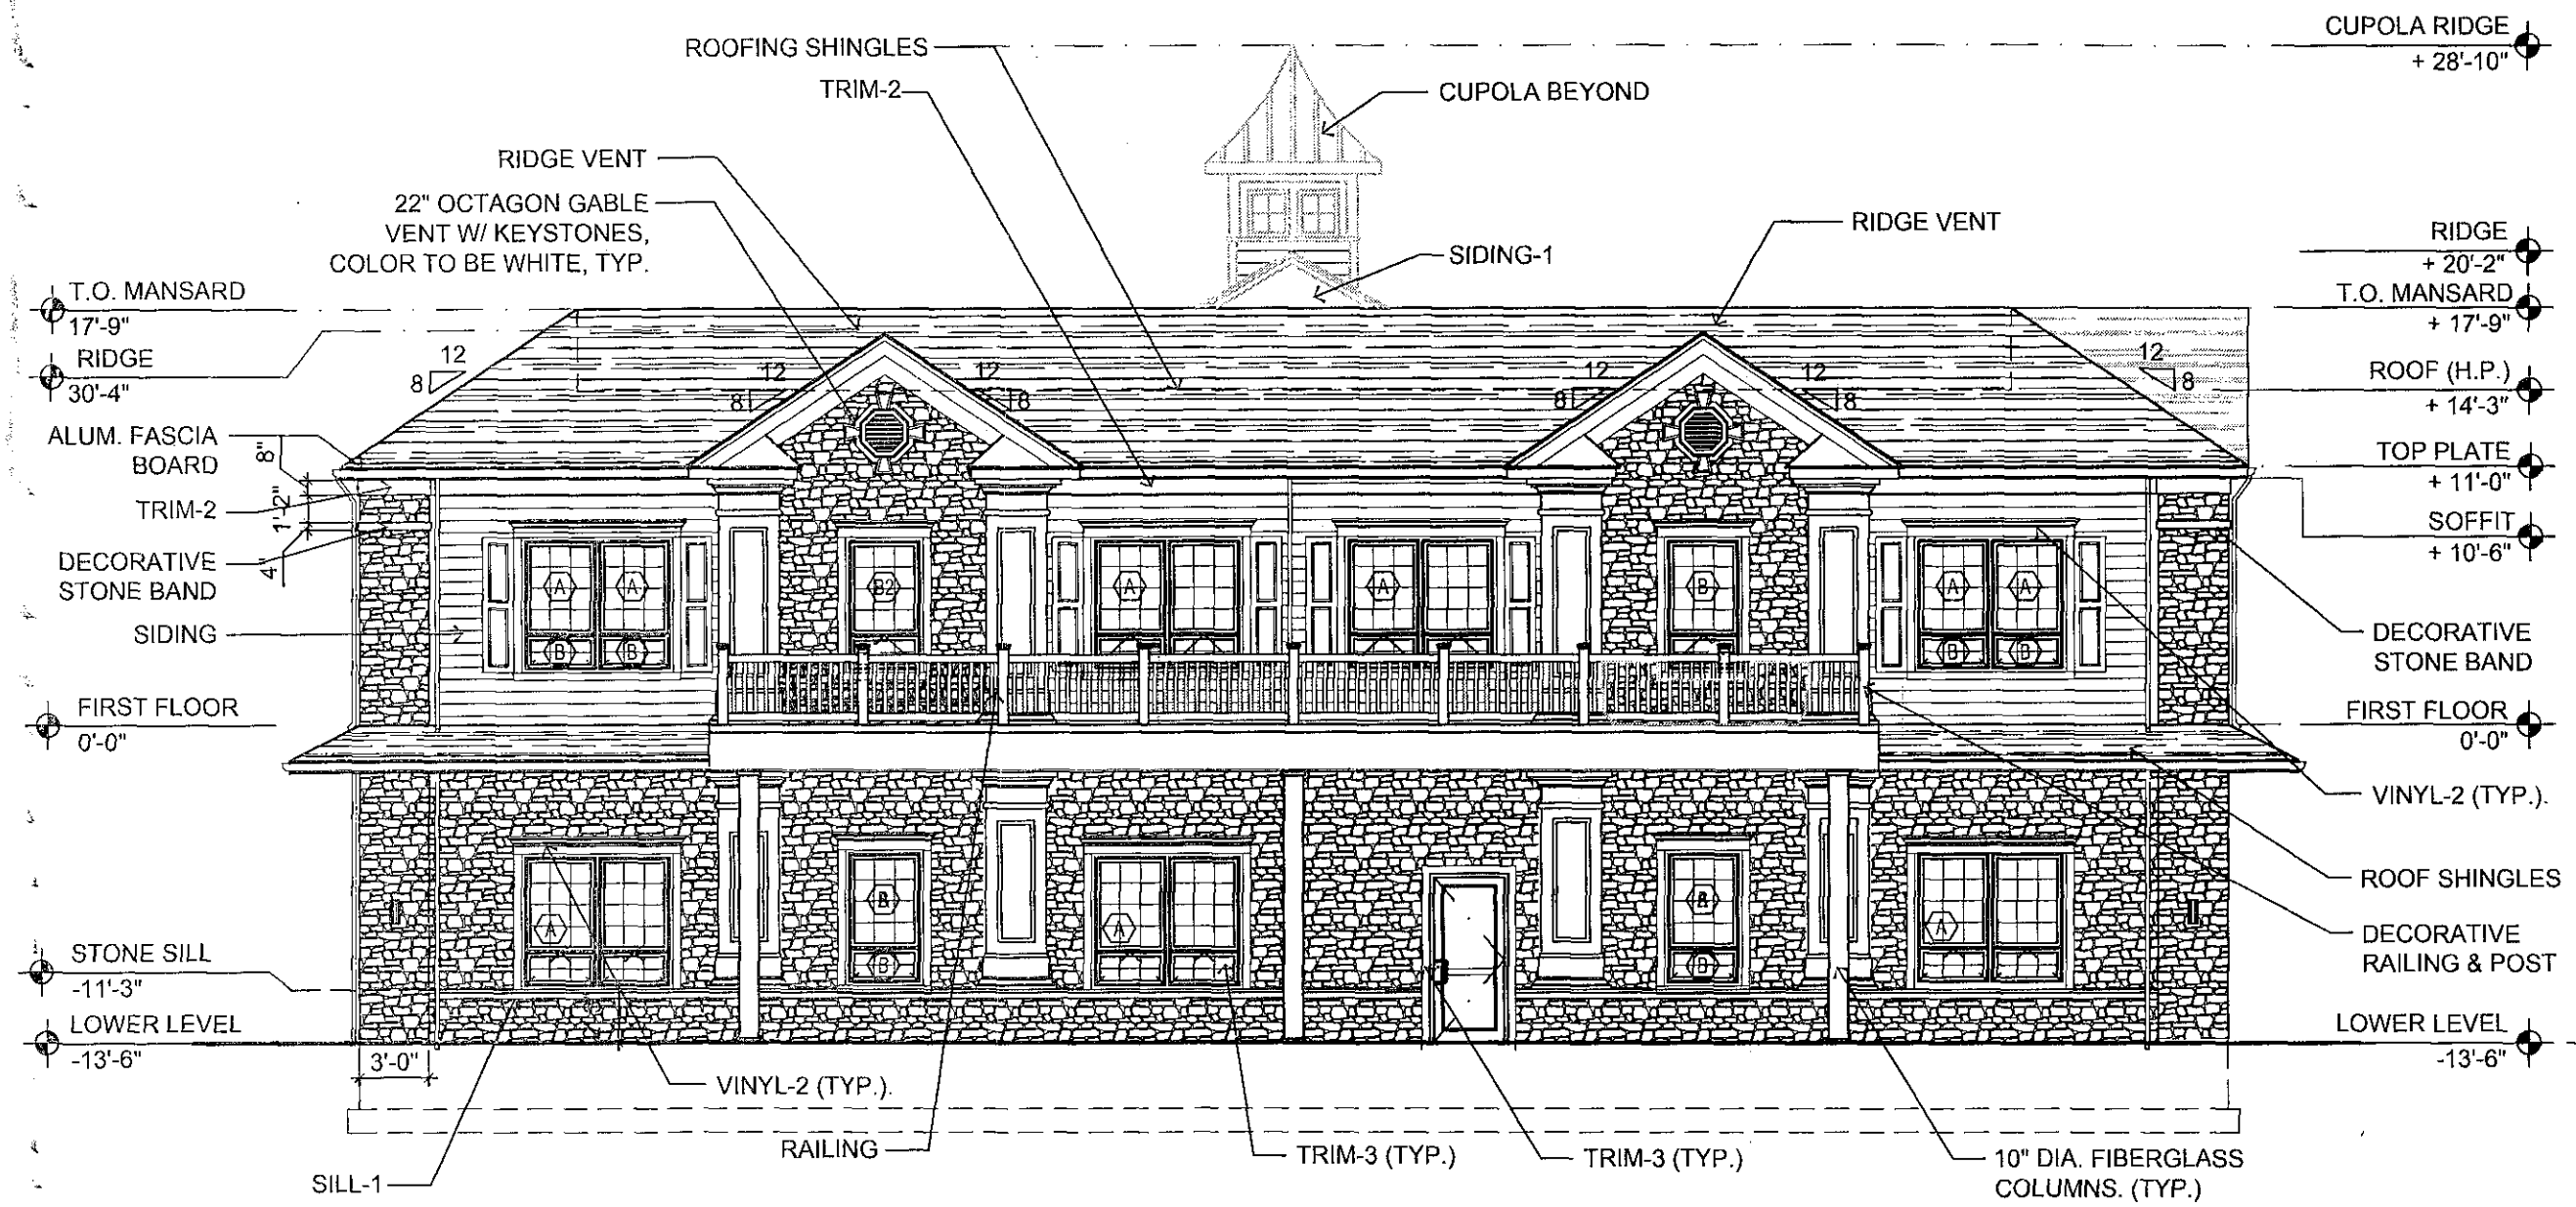 CUPOLA RIDGE
+ 28'-10"
ROOFING SHINGLES
TRIM-2
CUPOLA BEYOND
RIDGE VENT
22" OCTAGON GABLE
VENT W/ KEYSTONES,
COLOR TO BE WHITE, TYP.
RIDGE VENT
SIDING-1
RIDGE
+ 20'-2"
T.O. MANSARD
17'-9"
T.O. MANSARD
+ 17'-9"
RIDGE
30'-4"
12
8
12
8
12
8
12
8
12
8
12
8
ROOF (H.P.)
+ 14'-3"
ALUM. FASCIA
BOARD
8"
TOP PLATE
+ 11'-0"
TRIM-2
1'-2"
SOFFIT
+ 10'-6"
DECORATIVE
STONE BAND
4"
SIDING
A
A
B2
A
A
B
A
A
B
B
B
B
DECORATIVE
STONE BAND
FIRST FLOOR
0'-0"
FIRST FLOOR
0'-0"
VINYL-2 (TYP.).
ROOF SHINGLES
A
B
A
B
A
DECORATIVE
RAILING & POST
STONE SILL
-11'-3"
LOWER LEVEL
-13'-6"
LOWER LEVEL
-13'-6"
3'-0"
VINYL-2 (TYP.).
RAILING
TRIM-3 (TYP.)
TRIM-3 (TYP.)
10" DIA. FIBERGLASS
COLUMNS. (TYP.)
SILL-1